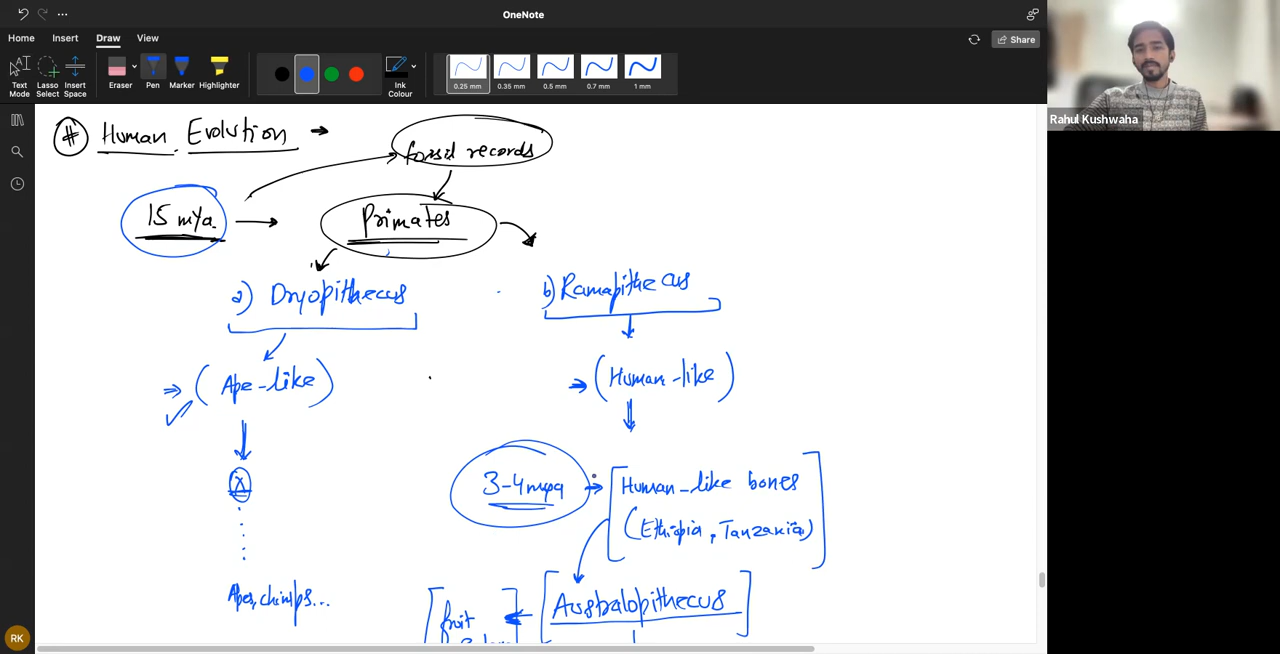 OneNote
Home Insert Draw View
Share
Text Mode
Lasso Select
Insert Space
Eraser
Pen
Marker
Highlighter
Ink Colour
0.25 mm
0.35 mm
0.5 mm
0.7 mm
1 mm
Rahul Kushwaha
# Human Evolution →
fossil records
15 mya. →
Primates
a) Dryopithecus
b) Ramapithecus
⇒ (Ape-like)
→ (Human-like)
x
3-4 mya → [Human-like bones
(Ethiopia, Tanzania)]
Apes, chimps...
[Australopithecus]
[fruit
RK